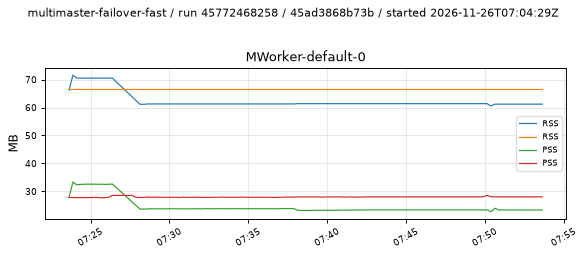 multimaster-failover-fast / run 45772468258 / 45ad3868b73b / started 2026-11-26T07:04:29Z
MWorker-default-0
MB
70
60
50
40
30
RSS
RSS
PSS
PSS
07:25
07:30
07:35
07:40
07:45
07:50
07:55